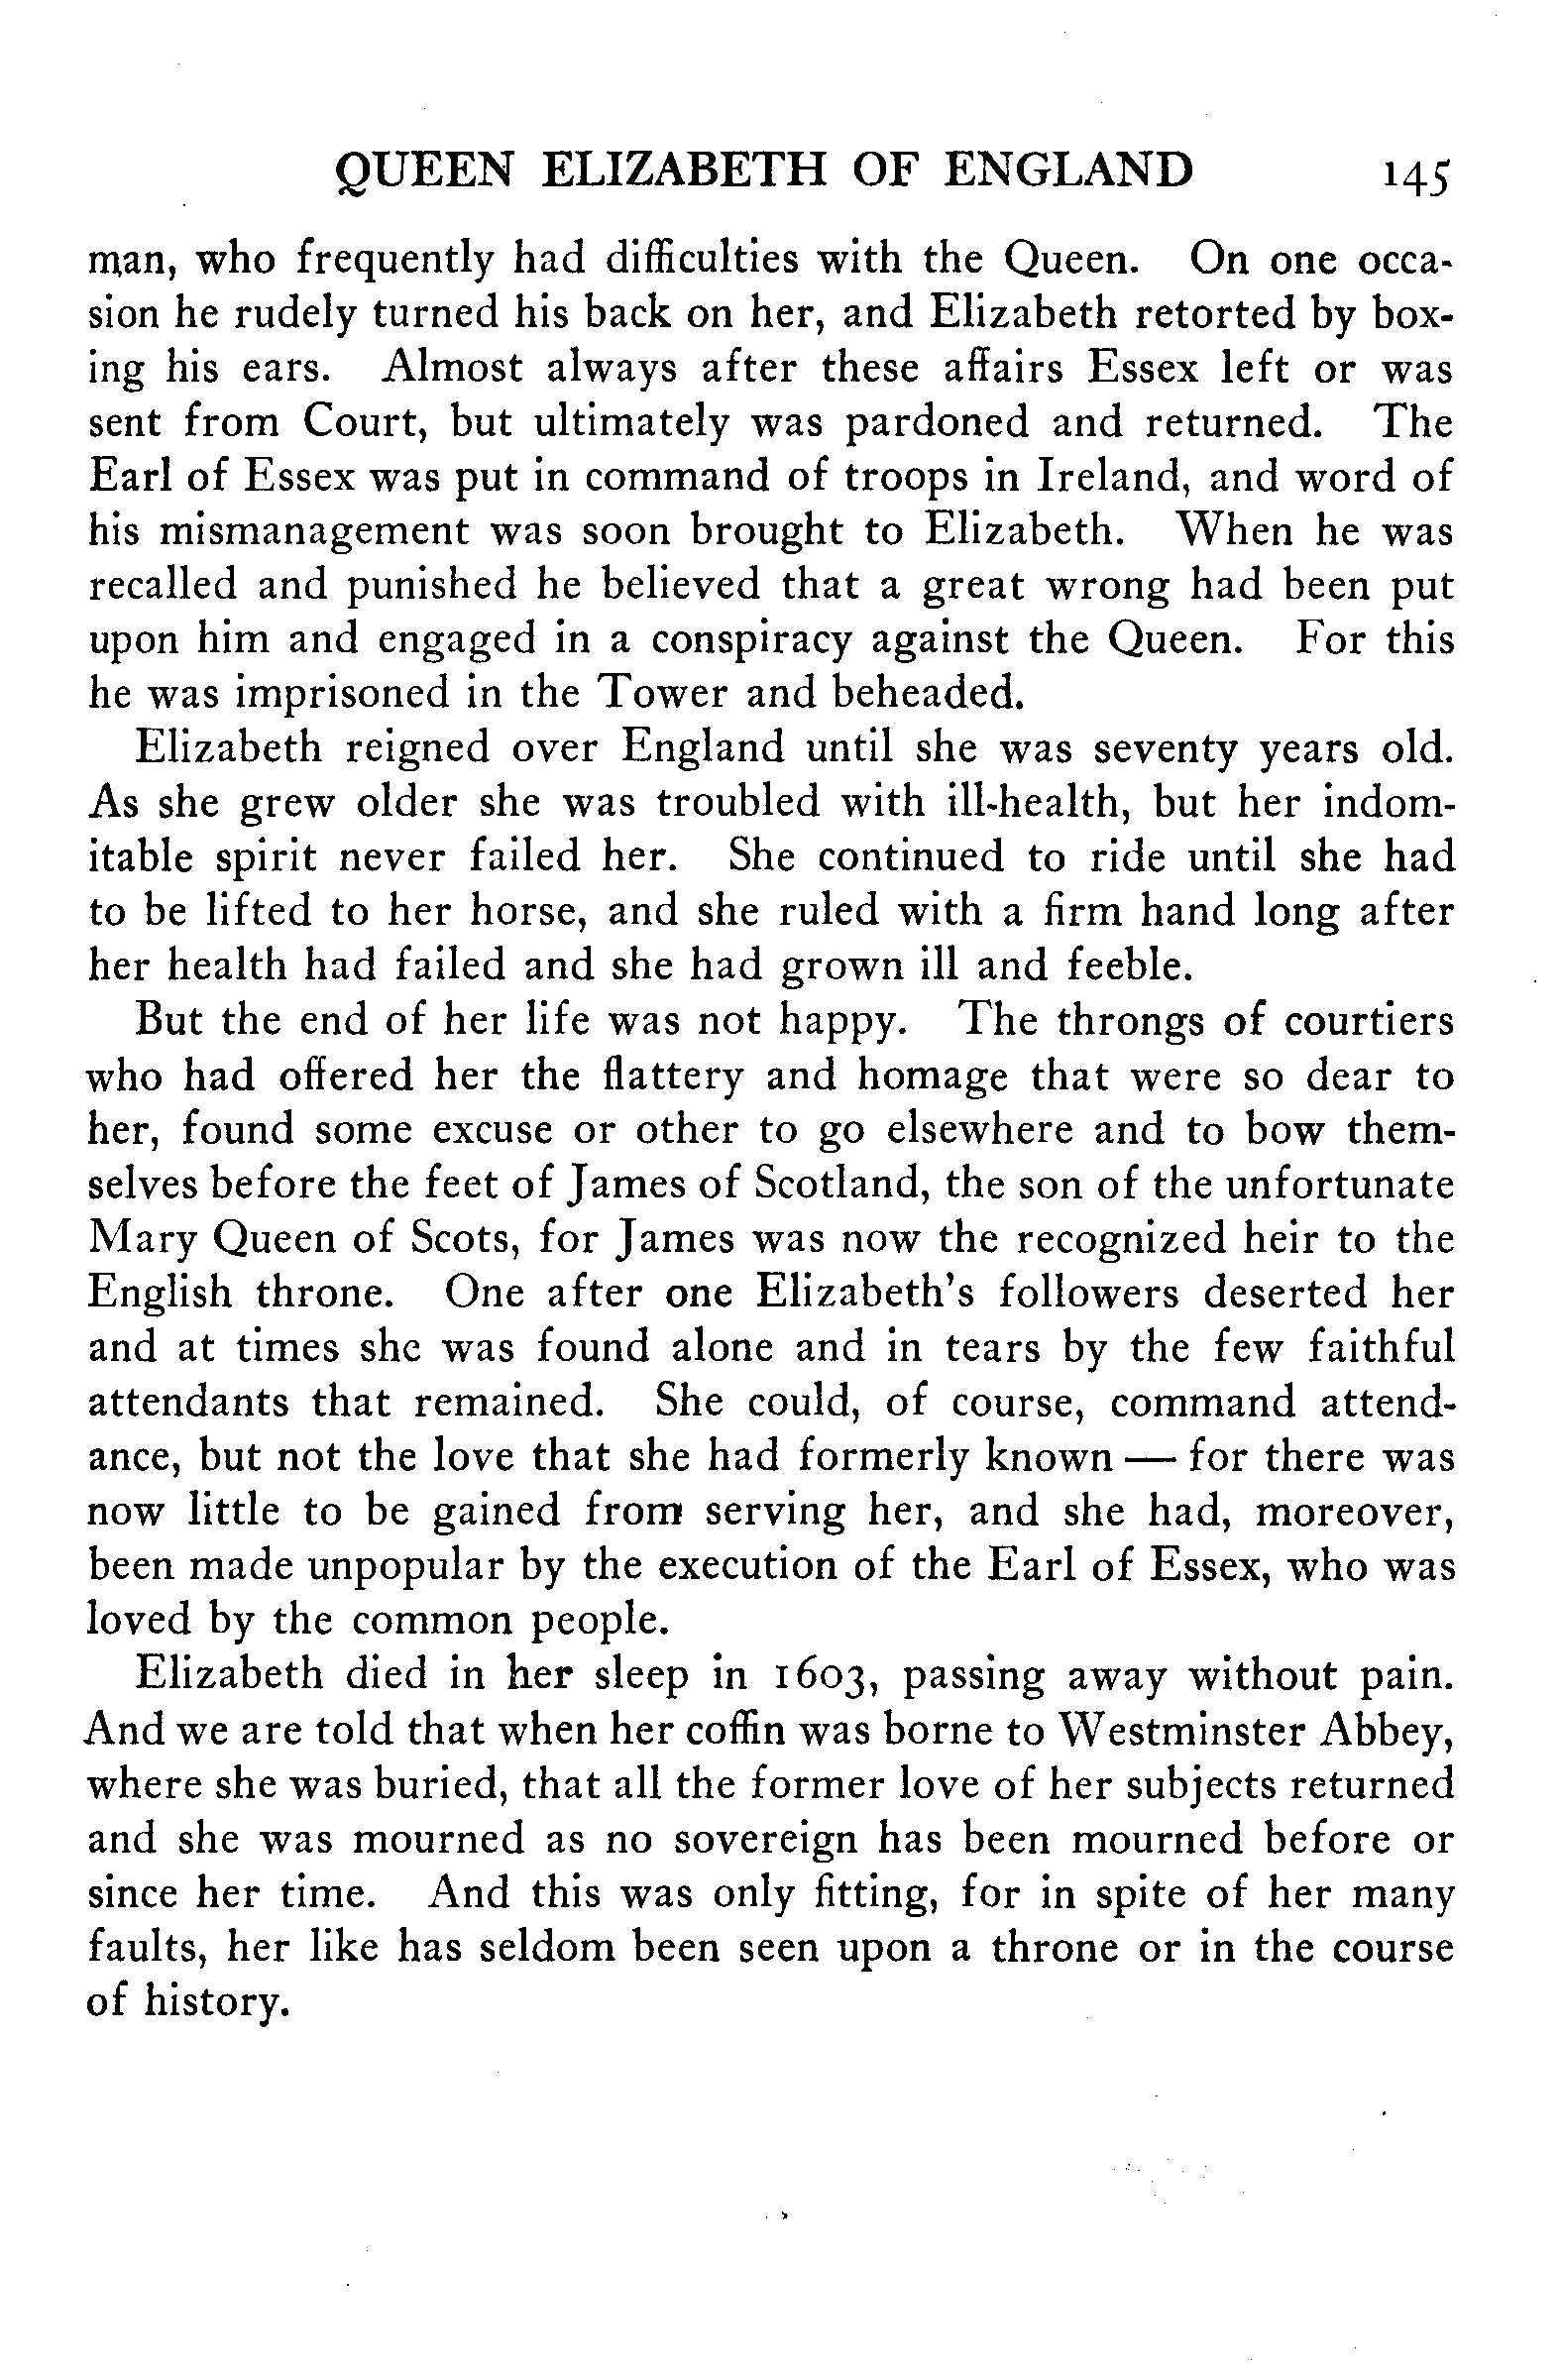 QUEEN ELIZABETH OF ENGLAND 145
man, who frequently had difficulties with the Queen. On one occa-
sion he rudely turned his back on her, and Elizabeth retorted by box-
ing his ears. Almost always after these affairs Essex left or was
sent from Court, but ultimately was pardoned and returned. The
Earl of Essex was put in command of troops in Ireland, and word of
his mismanagement was soon brought to Elizabeth. When he was
recalled and punished he believed that a great wrong had been put
upon him and engaged in a conspiracy against the Queen. For this
he was imprisoned in the Tower and beheaded.
Elizabeth reigned over England until she was seventy years old.
As she grew older she was troubled with ill-health, but her indom-
itable spirit never failed her. She continued to ride until she had
to be lifted to her horse, and she ruled with a firm hand long after
her health had failed and she had grown ill and feeble.
But the end of her life was not happy. The throngs of courtiers
who had offered her the flattery and homage that were so dear to
her, found some excuse or other to go elsewhere and to bow them-
selves before the feet of James of Scotland, the son of the unfortunate
Mary Queen of Scots, for James was now the recognized heir to the
English throne. One after one Elizabeth's followers deserted her
and at times she was found alone and in tears by the few faithful
attendants that remained. She could, of course, command attend-
ance, but not the love that she had formerly known — for there was
now little to be gained from serving her, and she had, moreover,
been made unpopular by the execution of the Earl of Essex, who was
loved by the common people.
Elizabeth died in her sleep in 1603, passing away without pain.
And we are told that when her coffin was borne to Westminster Abbey,
where she was buried, that all the former love of her subjects returned
and she was mourned as no sovereign has been mourned before or
since her time. And this was only fitting, for in spite of her many
faults, her like has seldom been seen upon a throne or in the course
of history.